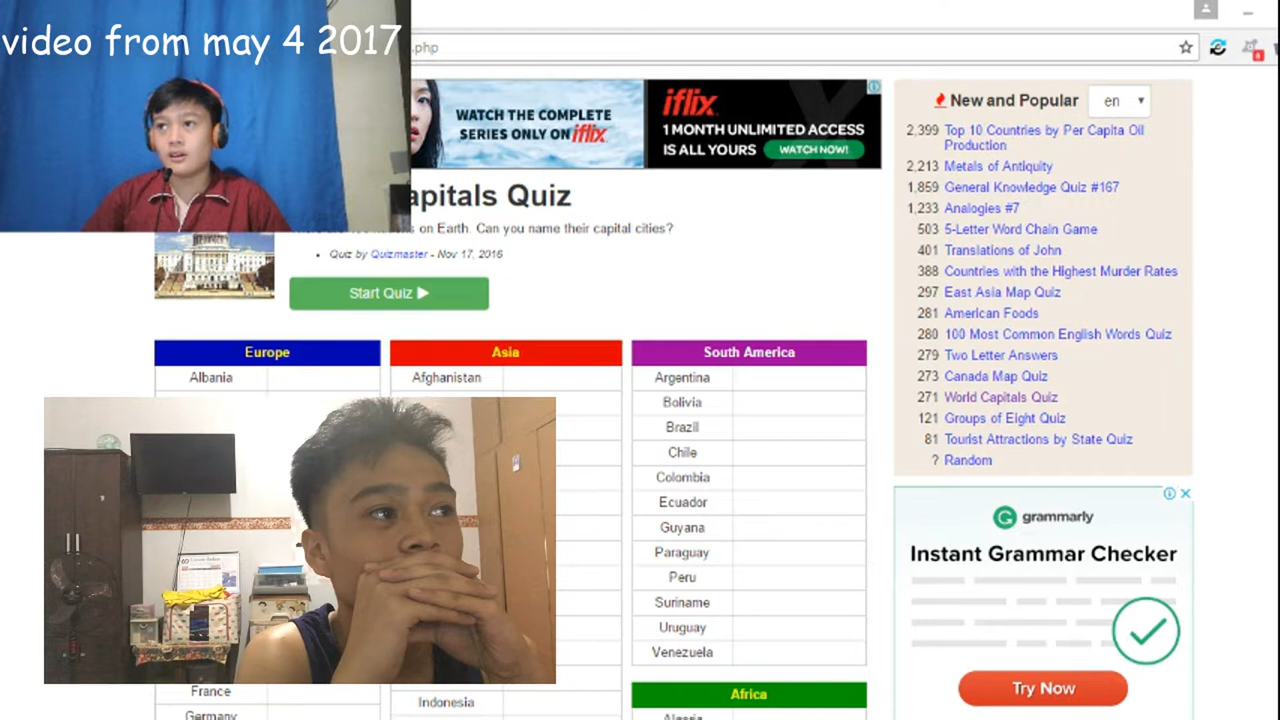 video from may 4 2017
.php
WATCH THE COMPLETE
SERIES ONLY ON iflix.
iflix.
1 MONTH UNLIMITED ACCESS
IS ALL YOURS WATCH NOW!
Capitals Quiz
on Earth. Can you name their capital cities?
• Quiz by Quizmaster - Nov 17, 2016
Start Quiz ▶
Europe
Albania
France
Germany
Asia
Afghanistan
Indonesia
South America
Argentina
Bolivia
Brazil
Chile
Colombia
Ecuador
Guyana
Paraguay
Peru
Suriname
Uruguay
Venezuela
Africa
New and Popular en
2,399 Top 10 Countries by Per Capita Oil
Production
2,213 Metals of Antiquity
1,859 General Knowledge Quiz #167
1,233 Analogies #7
503 5-Letter Word Chain Game
401 Translations of John
388 Countries with the Highest Murder Rates
297 East Asia Map Quiz
281 American Foods
280 100 Most Common English Words Quiz
279 Two Letter Answers
273 Canada Map Quiz
271 World Capitals Quiz
121 Groups of Eight Quiz
81 Tourist Attractions by State Quiz
? Random
grammarly
Instant Grammar Checker
Try Now